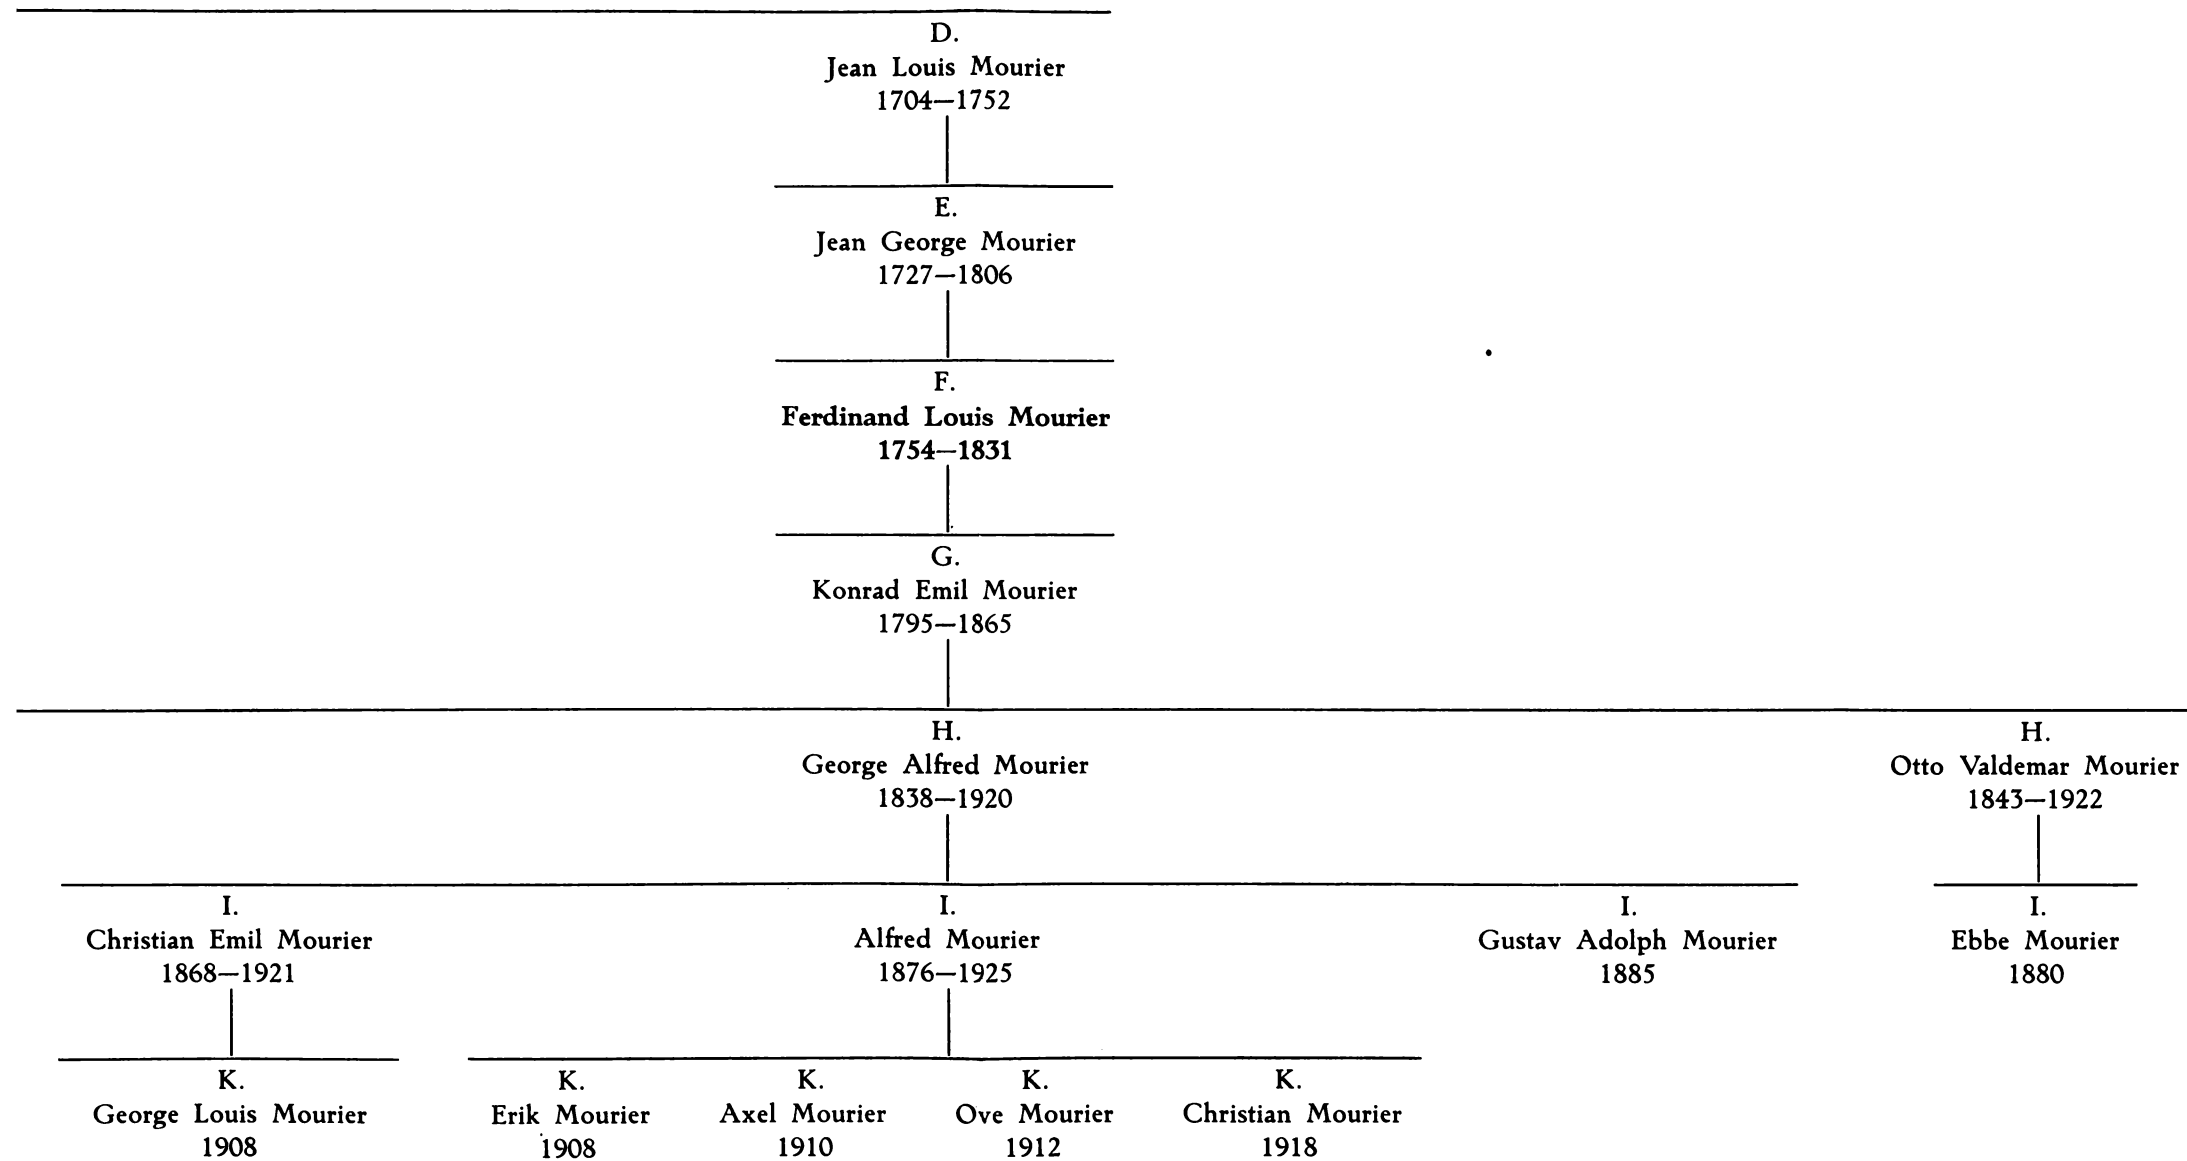 D.
Jean Louis Mourier
1704—1752
E.
Jean George Mourier
1727—1806
F.
Ferdinand Louis Mourier
1754—1831
G.
Konrad Emil Mourier
1795—1865
H.
George Alfred Mourier
1838—1920
H.
Otto Valdemar Mourier
1843—1922
I.
Christian Emil Mourier
1868—1921
I.
Alfred Mourier
1876—1925
I.
Gustav Adolph Mourier
1885
I.
Ebbe Mourier
1880
K.
George Louis Mourier
1908
K.
Erik Mourier
1908
K.
Axel Mourier
1910
K.
Ove Mourier
1912
K.
Christian Mourier
1918